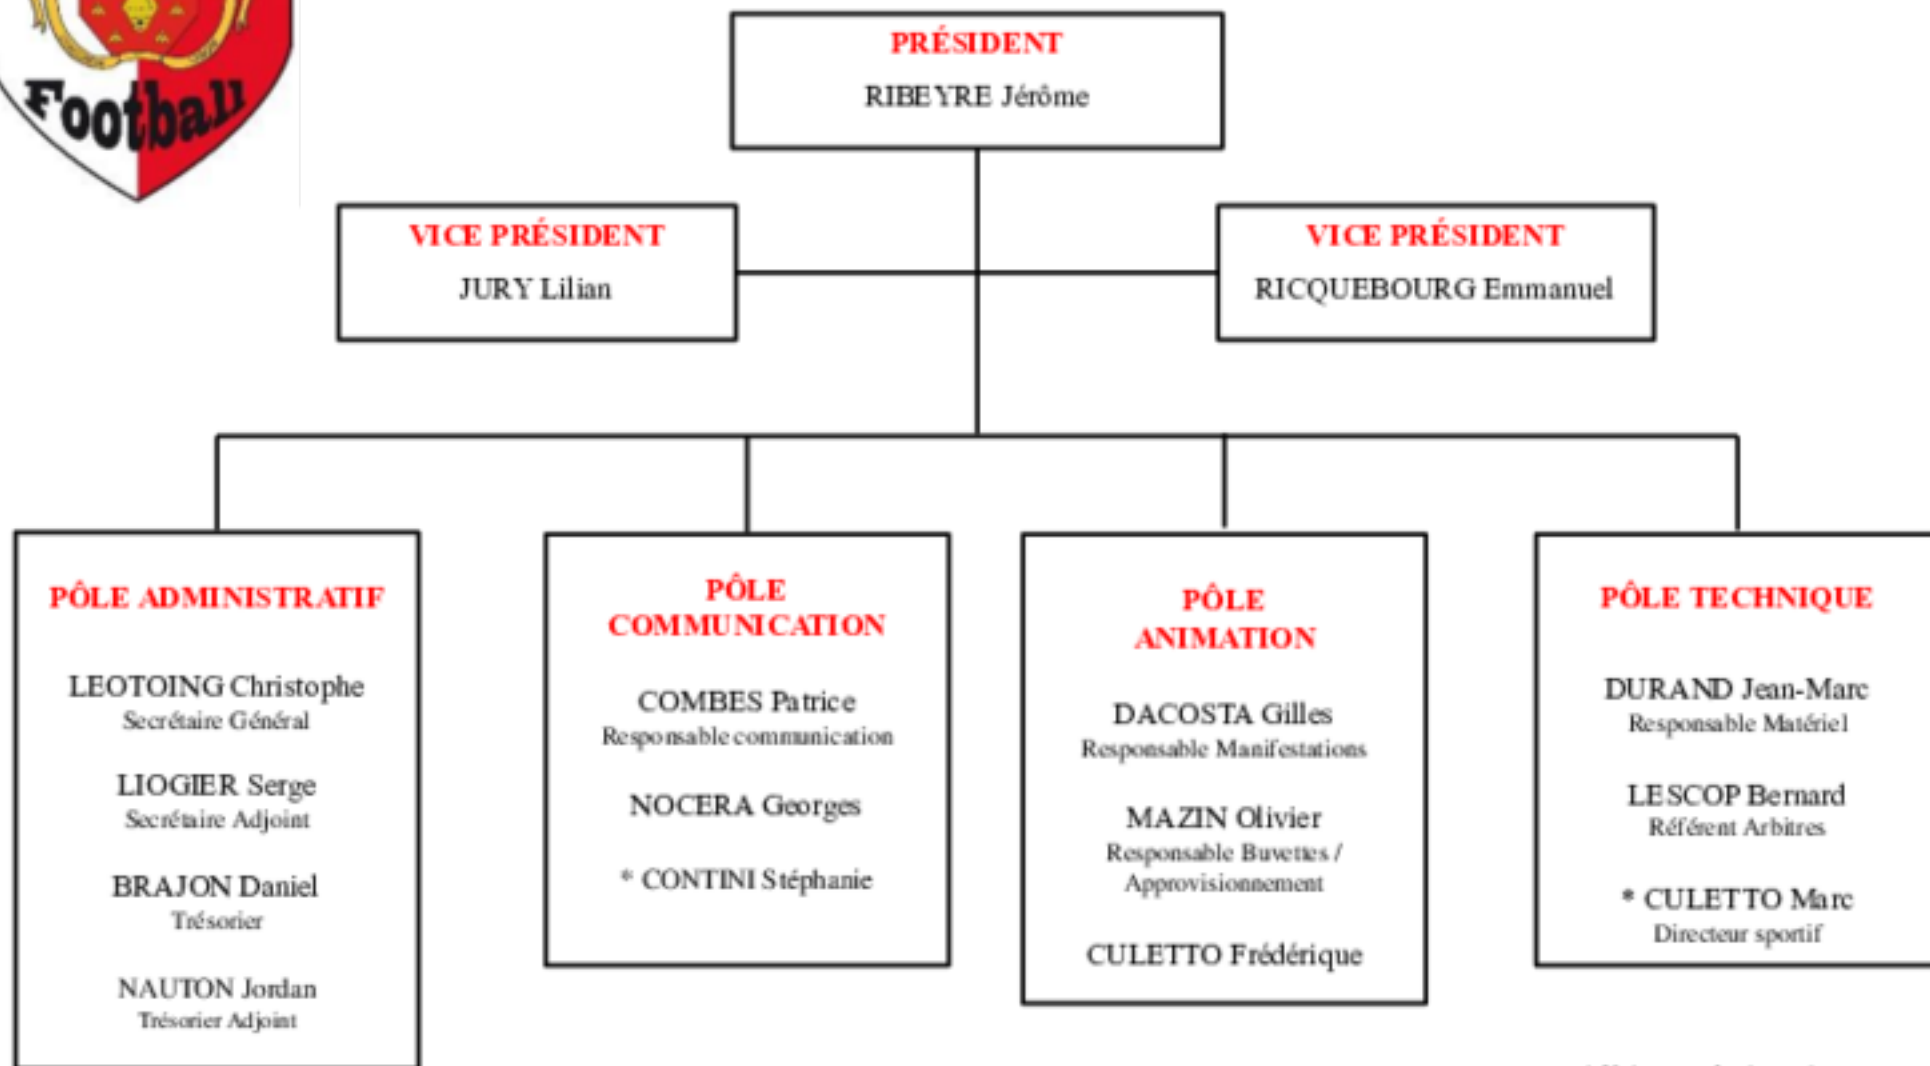 Football
PRÉSIDENT
RIBEYRE Jérôme
VICE PRÉSIDENT
JURY Lilian
VICE PRÉSIDENT
RICQUEBOURG Emmanuel
PÔLE ADMINISTRATIF
LEOTOING Christophe
Secrétaire Général
LIOGIER Serge
Secrétaire Adjoint
BRAJON Daniel
Trésorier
NAUTON Jordan
Trésorier Adjoint
PÔLE
COMMUNICATION
COMBES Patrice
Responsable communication
NOCERA Georges
* CONTINI Stéphanie
PÔLE
ANIMATION
DACOSTA Gilles
Responsable Manifestations
MAZIN Olivier
Responsable Buvettes /
Approvisionnement
CULETTO Frédérique
PÔLE TECHNIQUE
DURAND Jean-Marc
Responsable Matériel
LESCOP Bernard
Référent Arbitres
* CULETTO Marc
Directeur sportif